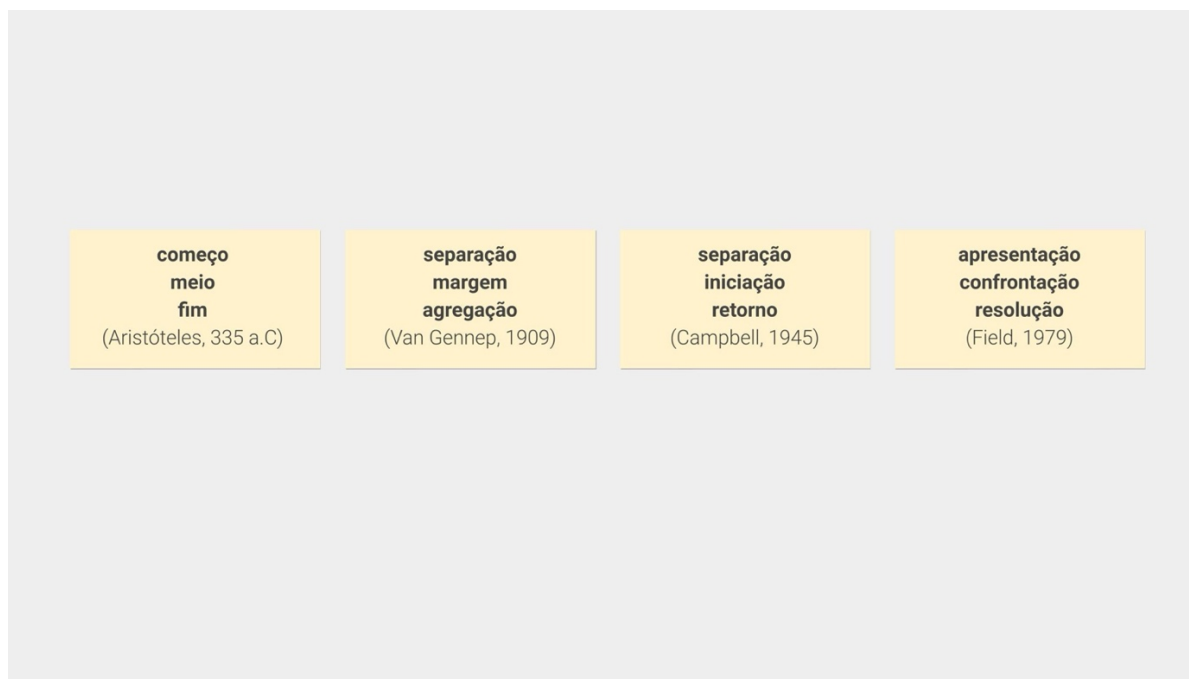 começo
meio
fim
(Aristóteles, 335 a.C)
separação
margem
agregação
(Van Gennep, 1909)
separação
iniciação
retorno
(Campbell, 1945)
apresentação
confrontação
resolução
(Field, 1979)